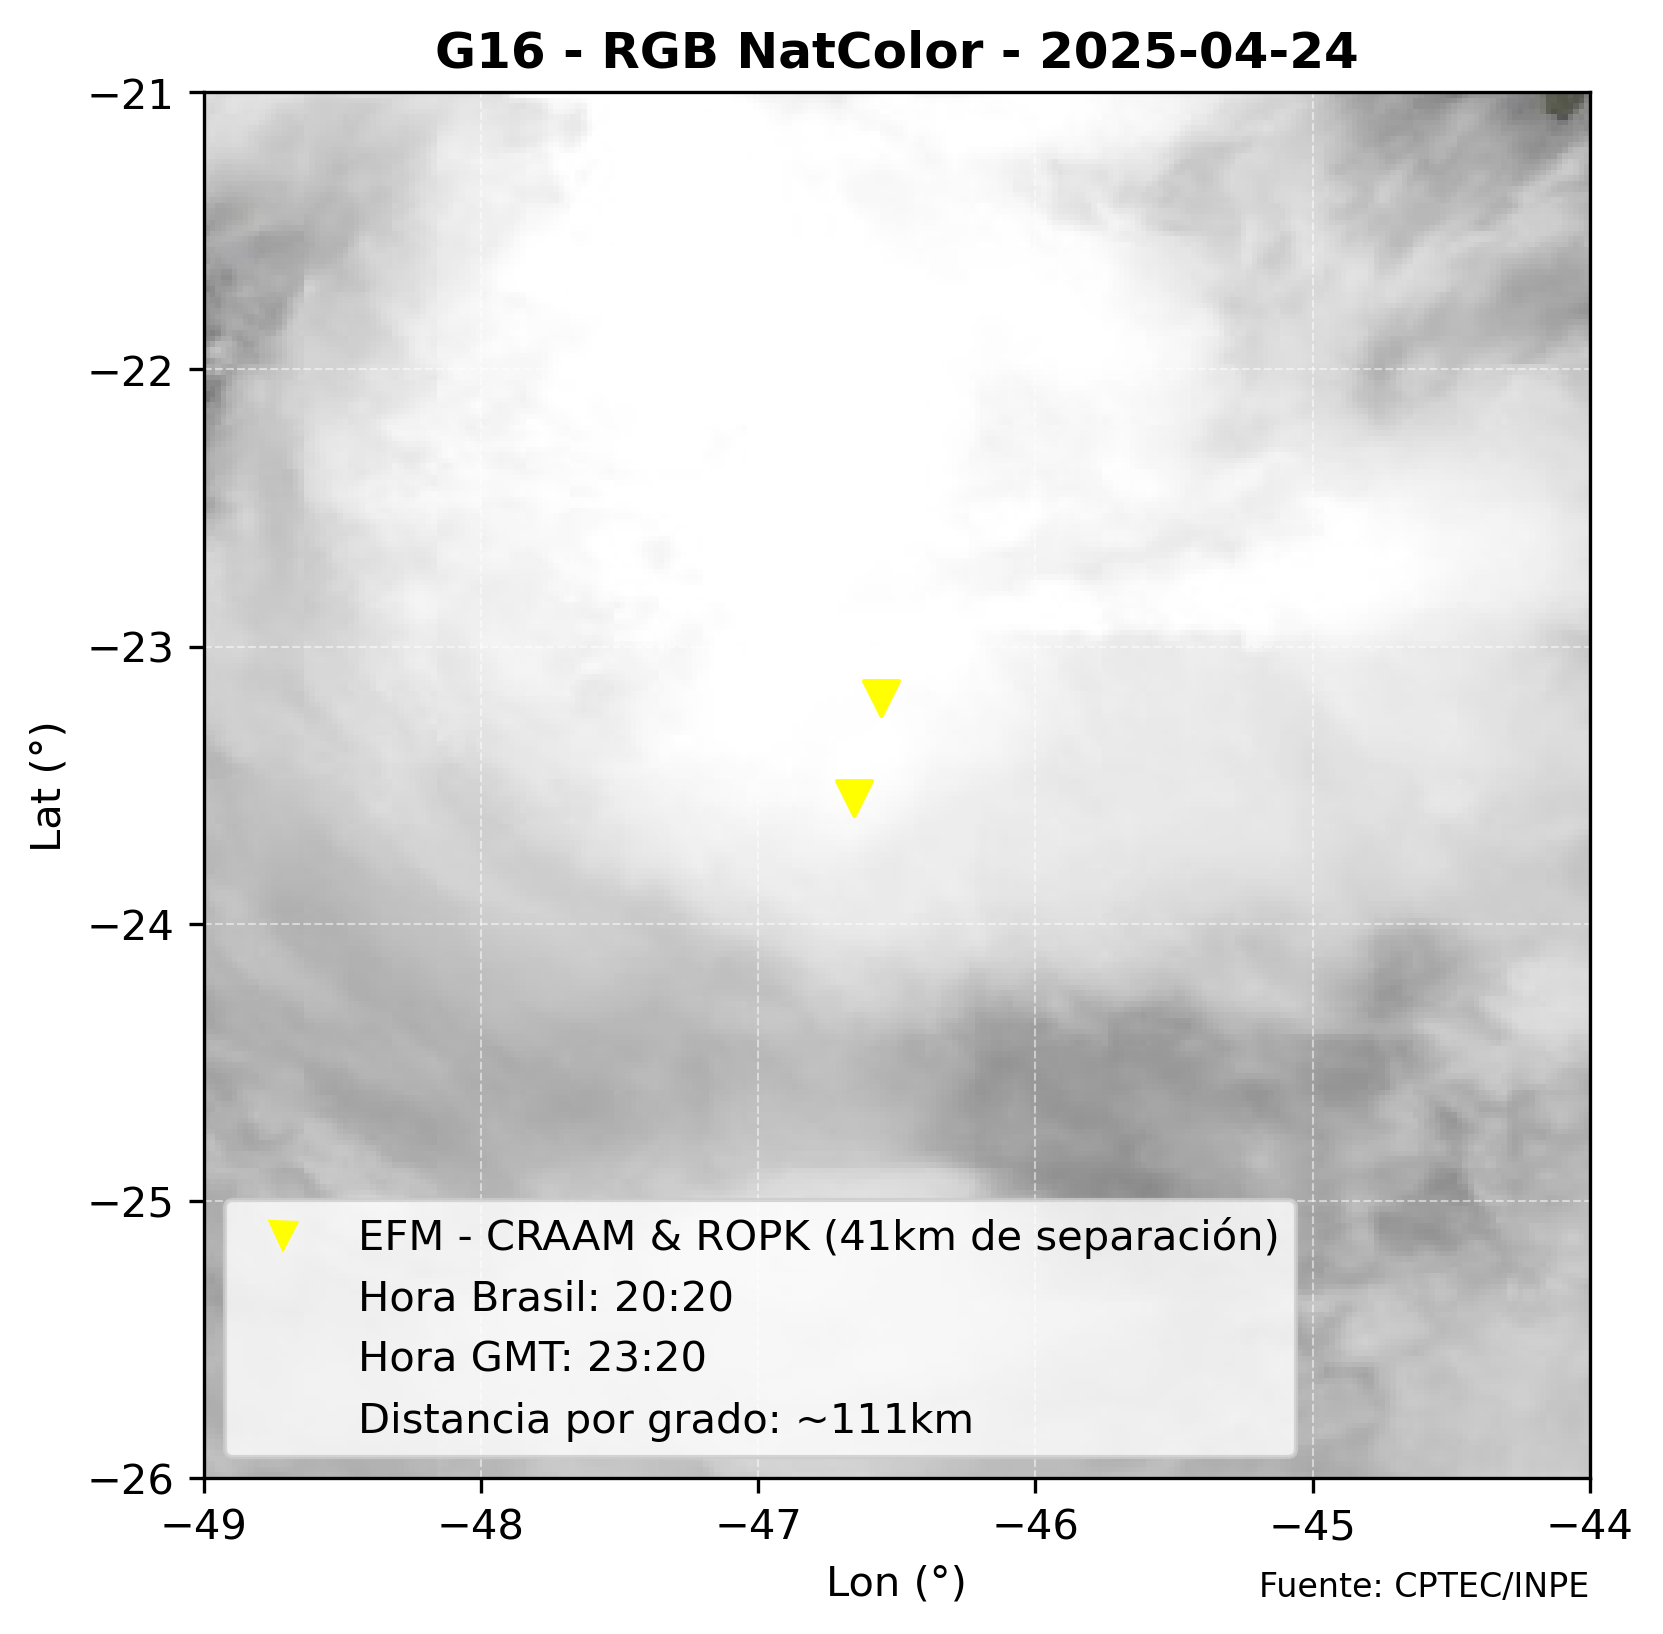 G16 - RGB NatColor - 2025-04-24
−21
−22
−23
−24
−25
−26
Lat (°)
EFM - CRAAM & ROPK (41km de separación)
Hora Brasil: 20:20
Hora GMT: 23:20
Distancia por grado: ~111km
−49 −48 −47 −46 −45 −44
Lon (°)
Fuente: CPTEC/INPE